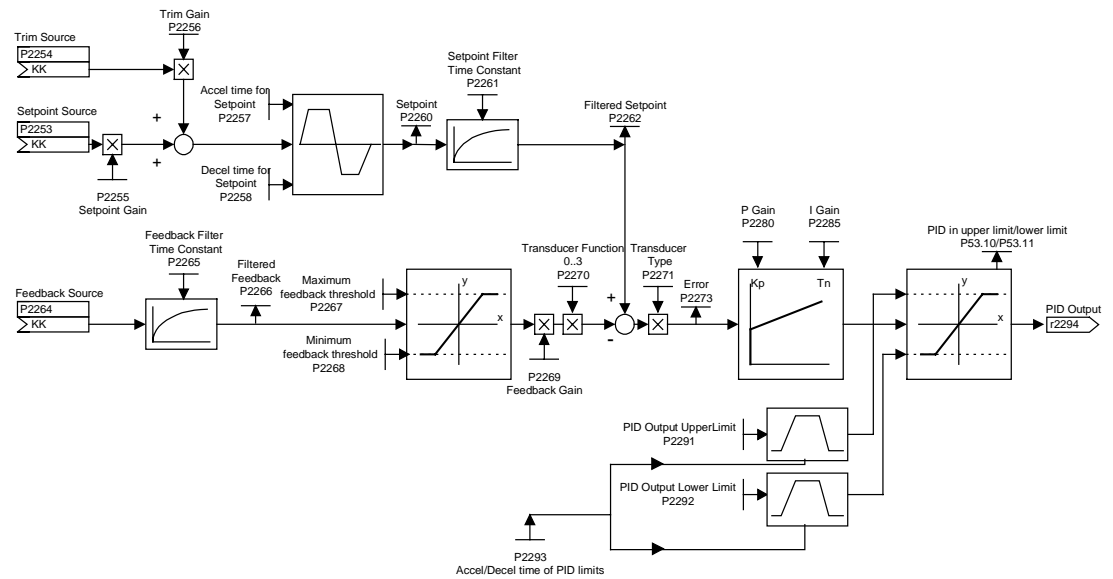 Trim Gain
P2256
Trim Source
P2254
KK
Setpoint Source
P2253
KK
+
+
P2255
Setpoint Gain
Accel time for
Setpoint
P2257
Decel time for
Setpoint
P2258
Setpoint
P2260
Setpoint Filter
Time Constant
P2261
Filtered Setpoint
P2262
Feedback Filter
Time Constant
P2265
Feedback Source
P2264
KK
Filtered
Feedback
P2266
Maximum
feedback threshold
P2267
Minimum
feedback threshold
P2268
y
x
P2269
Feedback Gain
Transducer Function
0..3
P2270
+
-
Transducer
Type
P2271
Error
P2273
P Gain
P2280
I Gain
P2285
Kp
Tn
PID in upper limit/lower limit
P53.10/P53.11
y
x
PID Output
r2294
PID Output UpperLimit
P2291
PID Output Lower Limit
P2292
P2293
Accel/Decel time of PID limits